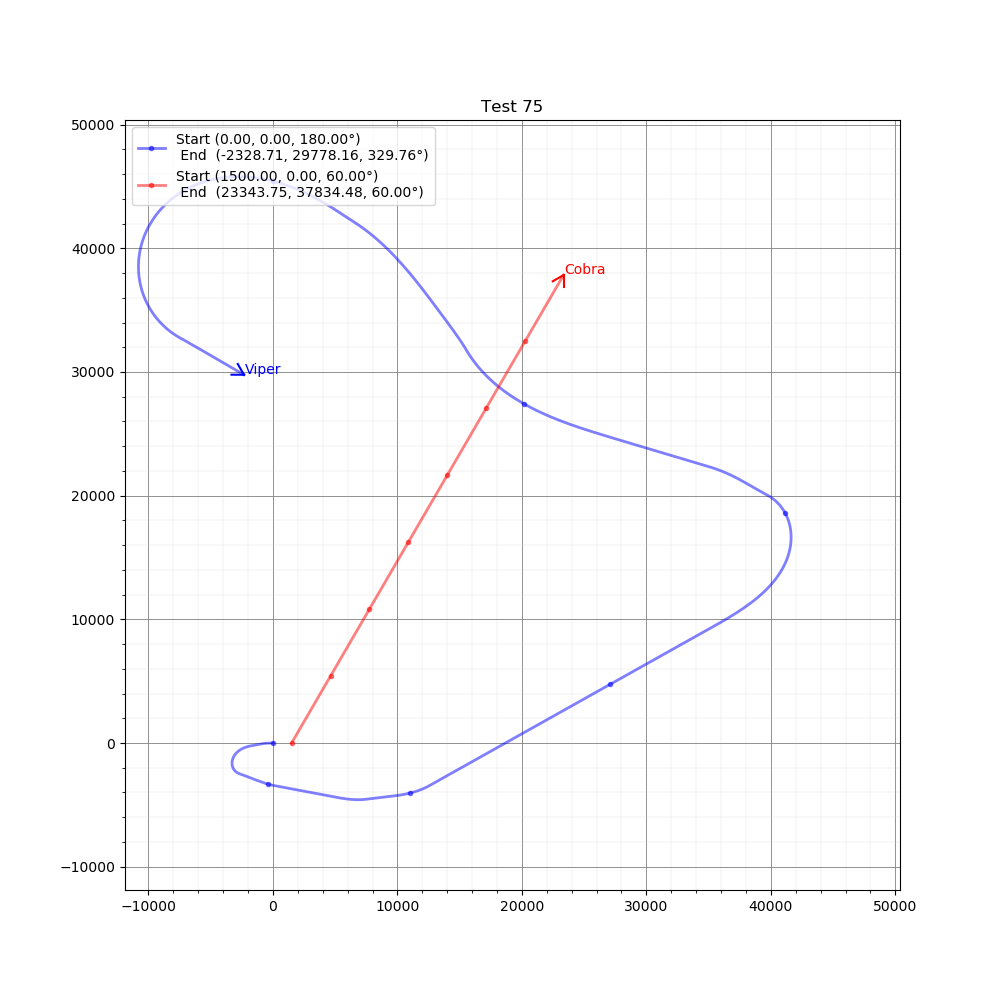 Test 75
Start (0.00, 0.00, 180.00°)
End  (-2328.71, 29778.16, 329.76°)
Start (1500.00, 0.00, 60.00°)
End  (23343.75, 37834.48, 60.00°)
50000
40000
30000
20000
10000
0
−10000
Cobra
Viper
−10000 0 10000 20000 30000 40000 50000